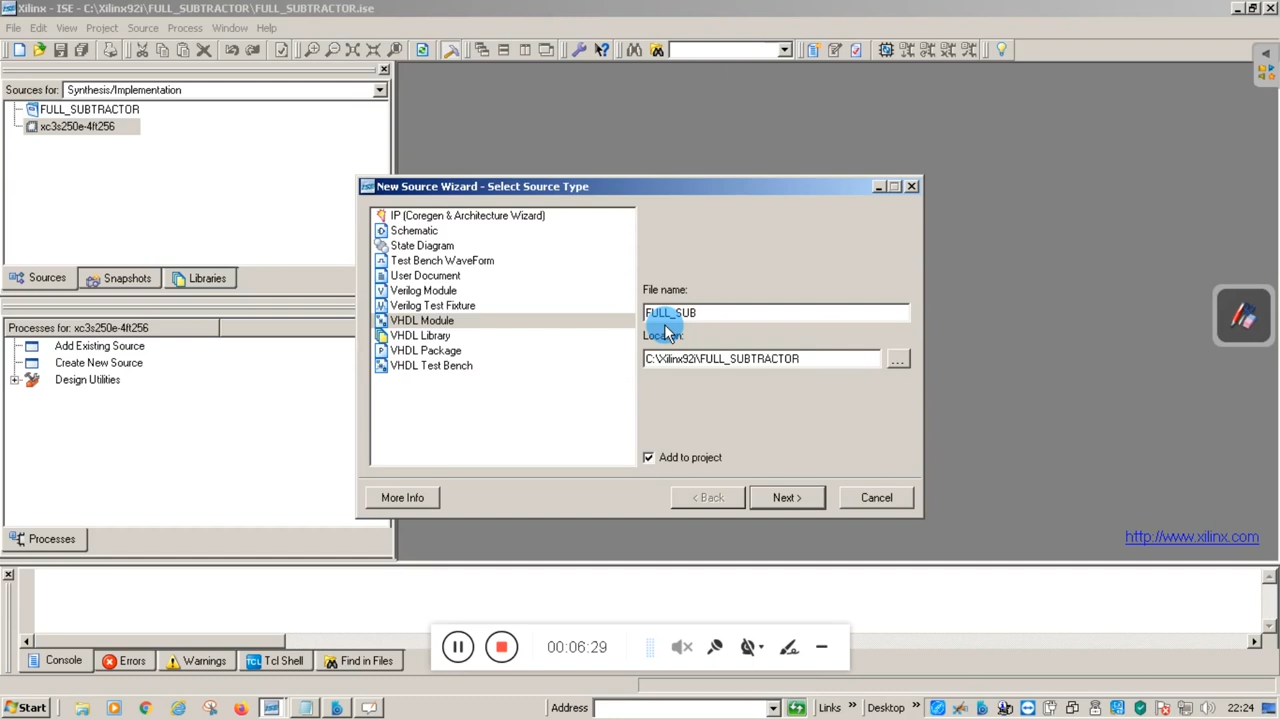 Xilinx - ISE - C:\Xilinx92i\FULL_SUBTRACTOR\FULL_SUBTRACTOR.ise
File Edit View Project Source Process Window Help
Sources for: Synthesis/Implementation
FULL_SUBTRACTOR
xc3s250e-4ft256
Sources Snapshots Libraries
Processes for: xc3s250e-4ft256
Add Existing Source
Create New Source
Design Utilities
Processes
New Source Wizard - Select Source Type
IP (Coregen & Architecture Wizard)
Schematic
State Diagram
Test Bench WaveForm
User Document
Verilog Module
Verilog Test Fixture
VHDL Module
VHDL Library
VHDL Package
VHDL Test Bench
File name:
FULL_SUB
Location:
C:\Xilinx92i\FULL_SUBTRACTOR
...
Add to project
More Info < Back Next > Cancel
http://www.xilinx.com
00:06:29
Console Errors Warnings TCL Tcl Shell Find in Files
Start Address Links » Desktop » 22:24